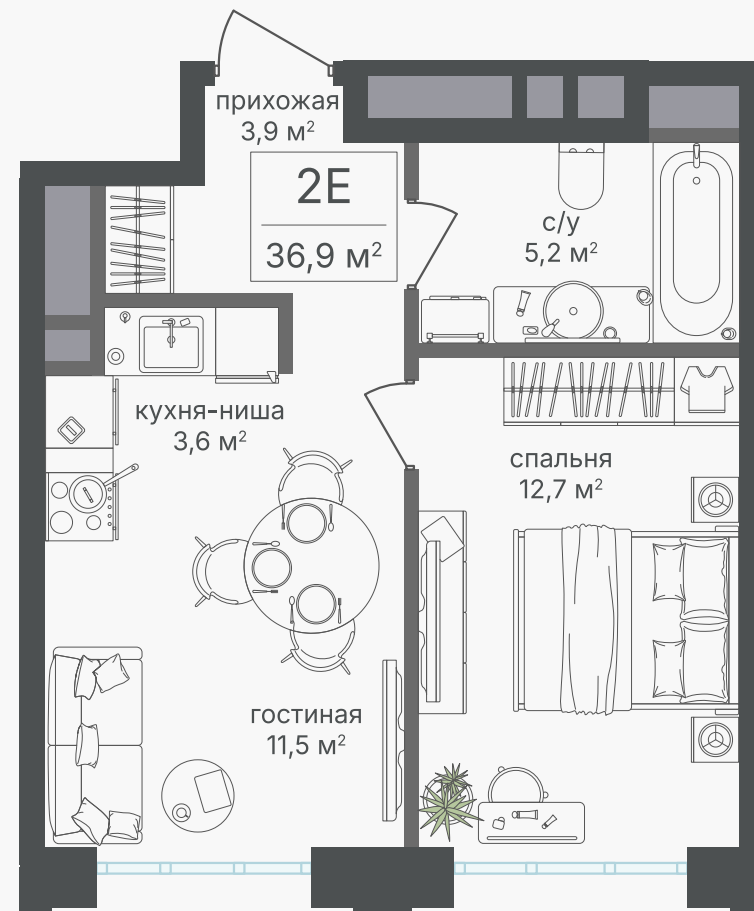 прихожая
3,9 м²
2Е
36,9 м²
с/у
5,2 м²
кухня-ниша
3,6 м²
спальня
12,7 м²
гостиная
11,5 м²